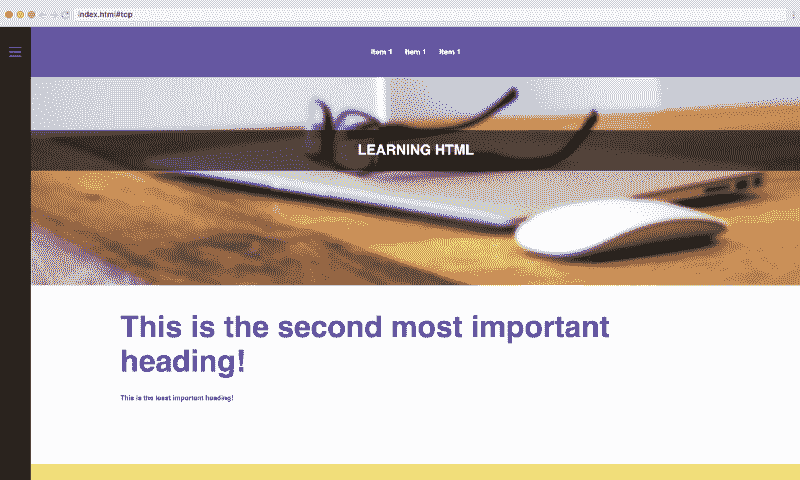 index.html#top
Item 1 Item 1 Item 1
LEARNING HTML
This is the second most important
heading!
This is the least important heading!